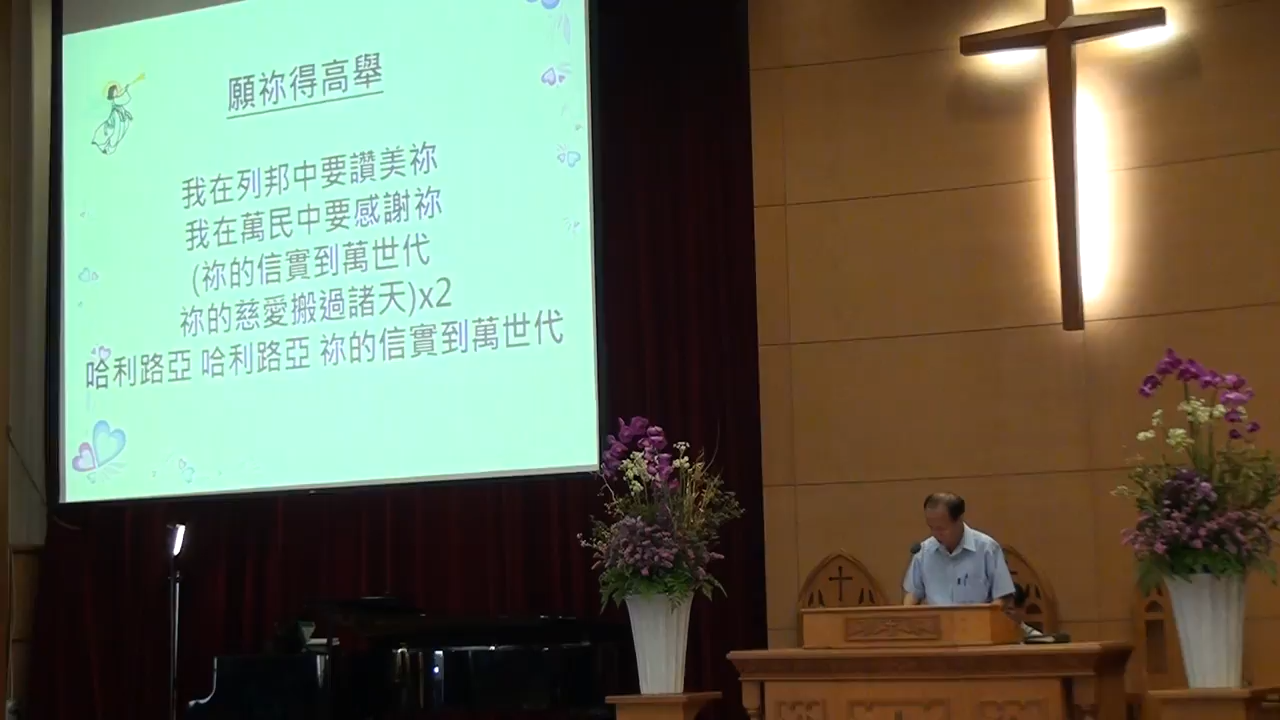 願祢得高舉
我在列邦中要讚美祢
我在萬民中要感謝祢
(祢的信實到萬世代
祢的慈愛搬過諸天)x2
哈利路亞 哈利路亞 祢的信實到萬世代